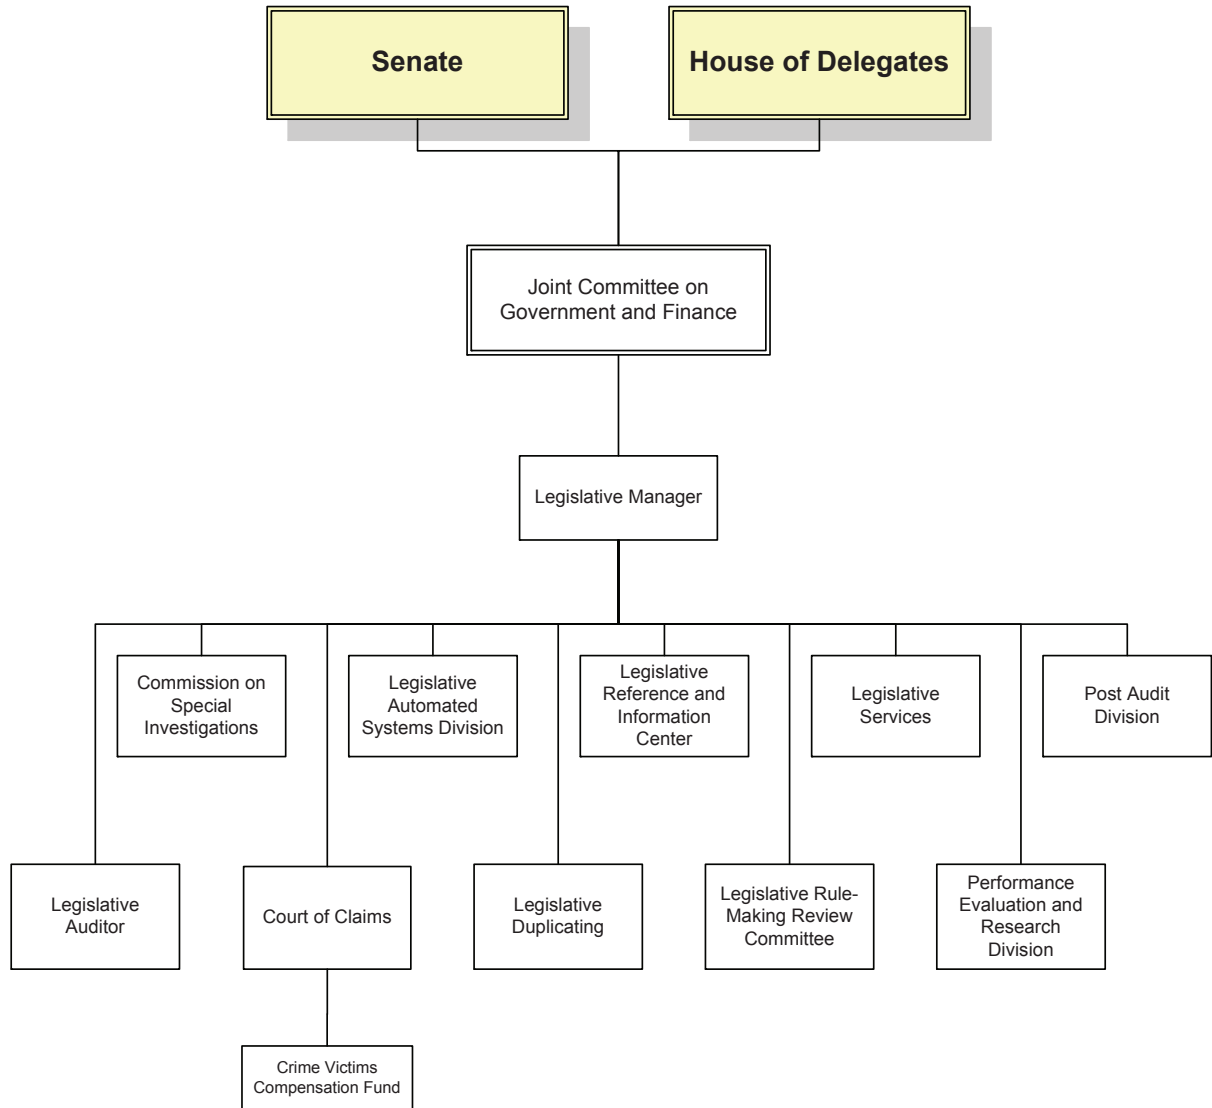 Senate
House of Delegates
Joint Committee on
Government and Finance
Legislative Manager
Commission on
Special
Investigations
Legislative
Automated
Systems Division
Legislative
Reference and
Information
Center
Legislative
Services
Post Audit
Division
Legislative
Auditor
Court of Claims
Legislative
Duplicating
Legislative Rule-
Making Review
Committee
Performance
Evaluation and
Research
Division
Crime Victims
Compensation Fund